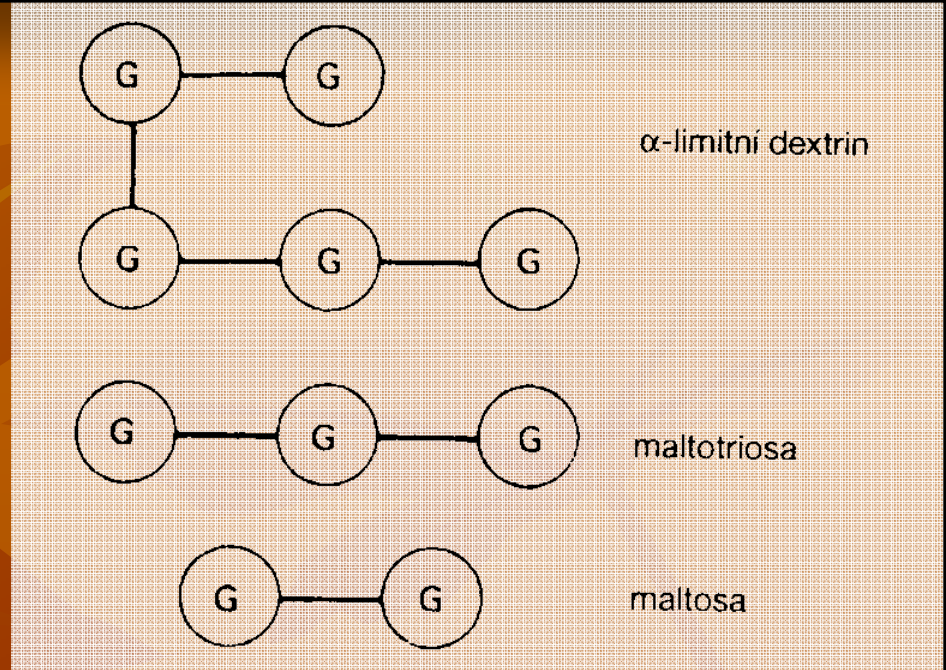 G G
α-limitní dextrin
G G G
G G G
maltotriosa
G G
maltosa